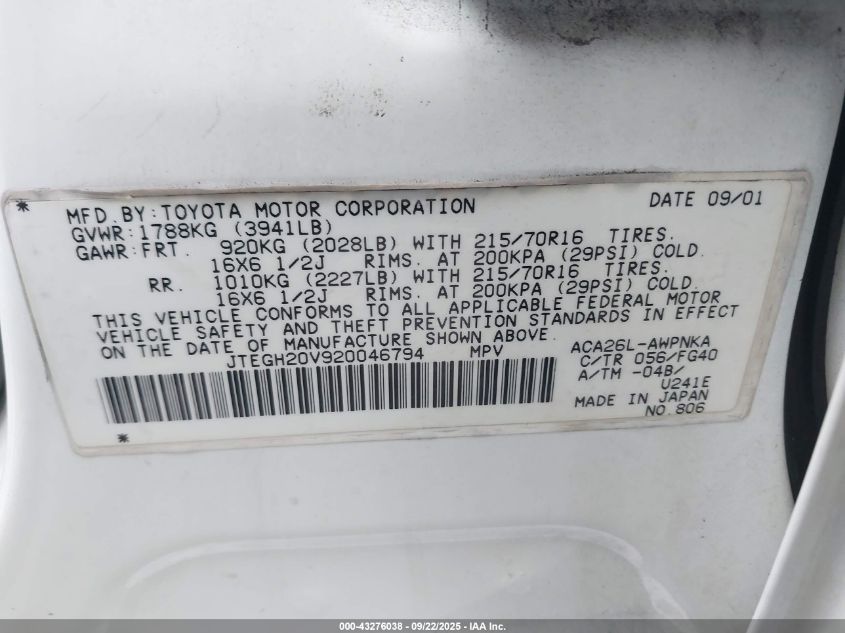 * MFD.BY:TOYOTA MOTOR CORPORATION DATE 09/01
GVWR:1788KG (3941LB)
GAWR:FRT. 920KG (2028LB) WITH 215/70R16 TIRES.
16X6 1/2J RIMS. AT 200KPA (29PSI) COLD.
RR. 1010KG (2227LB) WITH 215/70R16 TIRES.
16X6 1/2J RIMS. AT 200KPA (29PSI) COLD.
THIS VEHICLE CONFORMS TO ALL APPLICABLE FEDERAL MOTOR
VEHICLE SAFETY AND THEFT PREVENTION STANDARDS IN EFFECT
ON THE DATE OF MANUFACTURE SHOWN ABOVE.
JTEGH20V920046794 MPV
ACA26L-AWPNKA
C/TR 056/FG40
A/TM -04B/
U241E
MADE IN JAPAN
NO.806
*
000-43276038 - 09/22/2025 - IAA Inc.